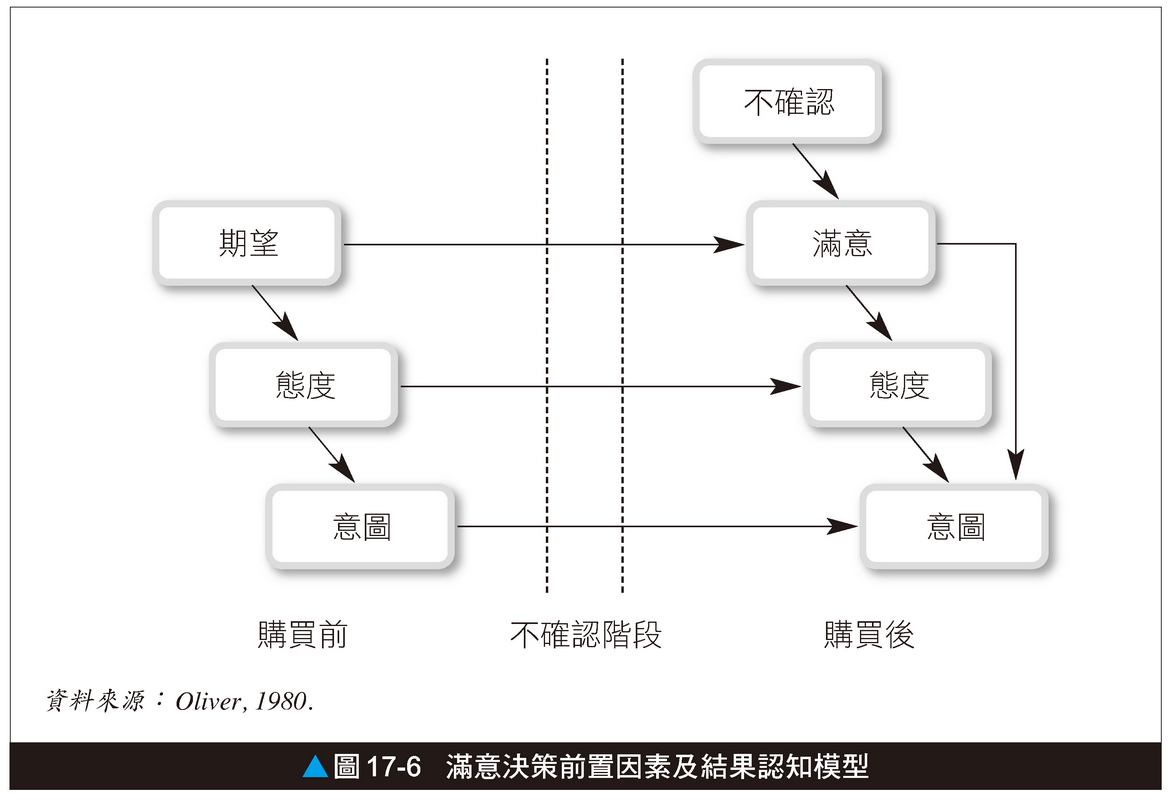 不確認
期望
滿意
態度
態度
意圖
意圖
購買前
不確認階段
購買後
資料來源：Oliver, 1980.
▲圖 17-6 滿意決策前置因素及結果認知模型